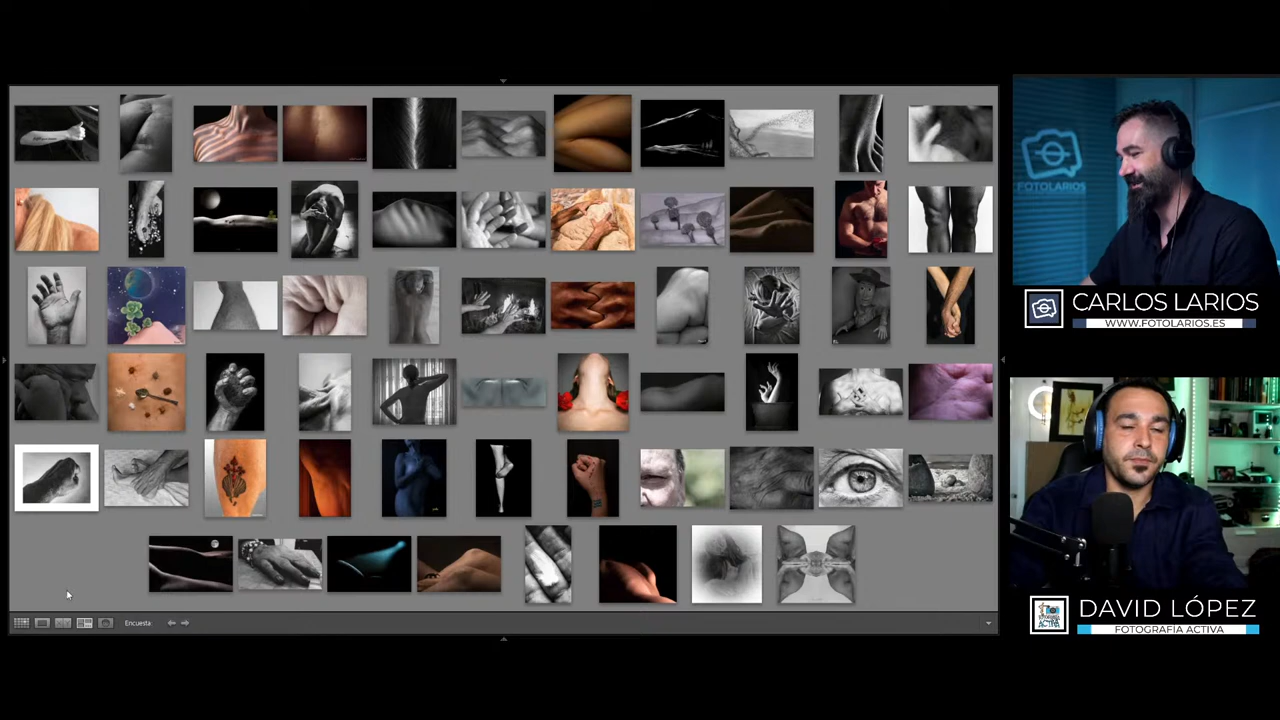 FOTOLARIOS
CARLOS LARIOS
WWW.FOTOLARIOS.ES
DAVID LÓPEZ
FOTOGRAFÍA ACTIVA
Encuesta: